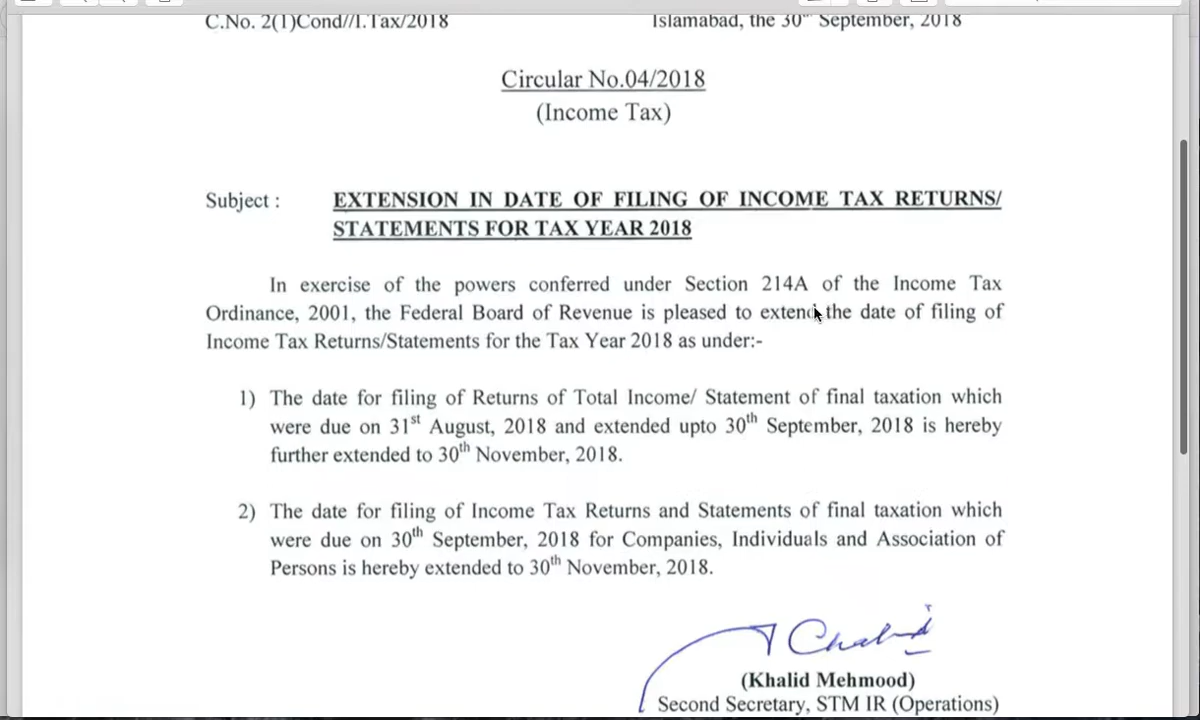 C.No. 2(1)Cond//I.Tax/2018 Islamabad, the 30th September, 2018
Circular No.04/2018
(Income Tax)
Subject : EXTENSION IN DATE OF FILING OF INCOME TAX RETURNS/
STATEMENTS FOR TAX YEAR 2018
In exercise of the powers conferred under Section 214A of the Income Tax
Ordinance, 2001, the Federal Board of Revenue is pleased to extend the date of filing of
Income Tax Returns/Statements for the Tax Year 2018 as under:-
1) The date for filing of Returns of Total Income/ Statement of final taxation which
were due on 31st August, 2018 and extended upto 30th September, 2018 is hereby
further extended to 30th November, 2018.
2) The date for filing of Income Tax Returns and Statements of final taxation which
were due on 30th September, 2018 for Companies, Individuals and Association of
Persons is hereby extended to 30th November, 2018.
(Khalid Mehmood)
Second Secretary, STM IR (Operations)